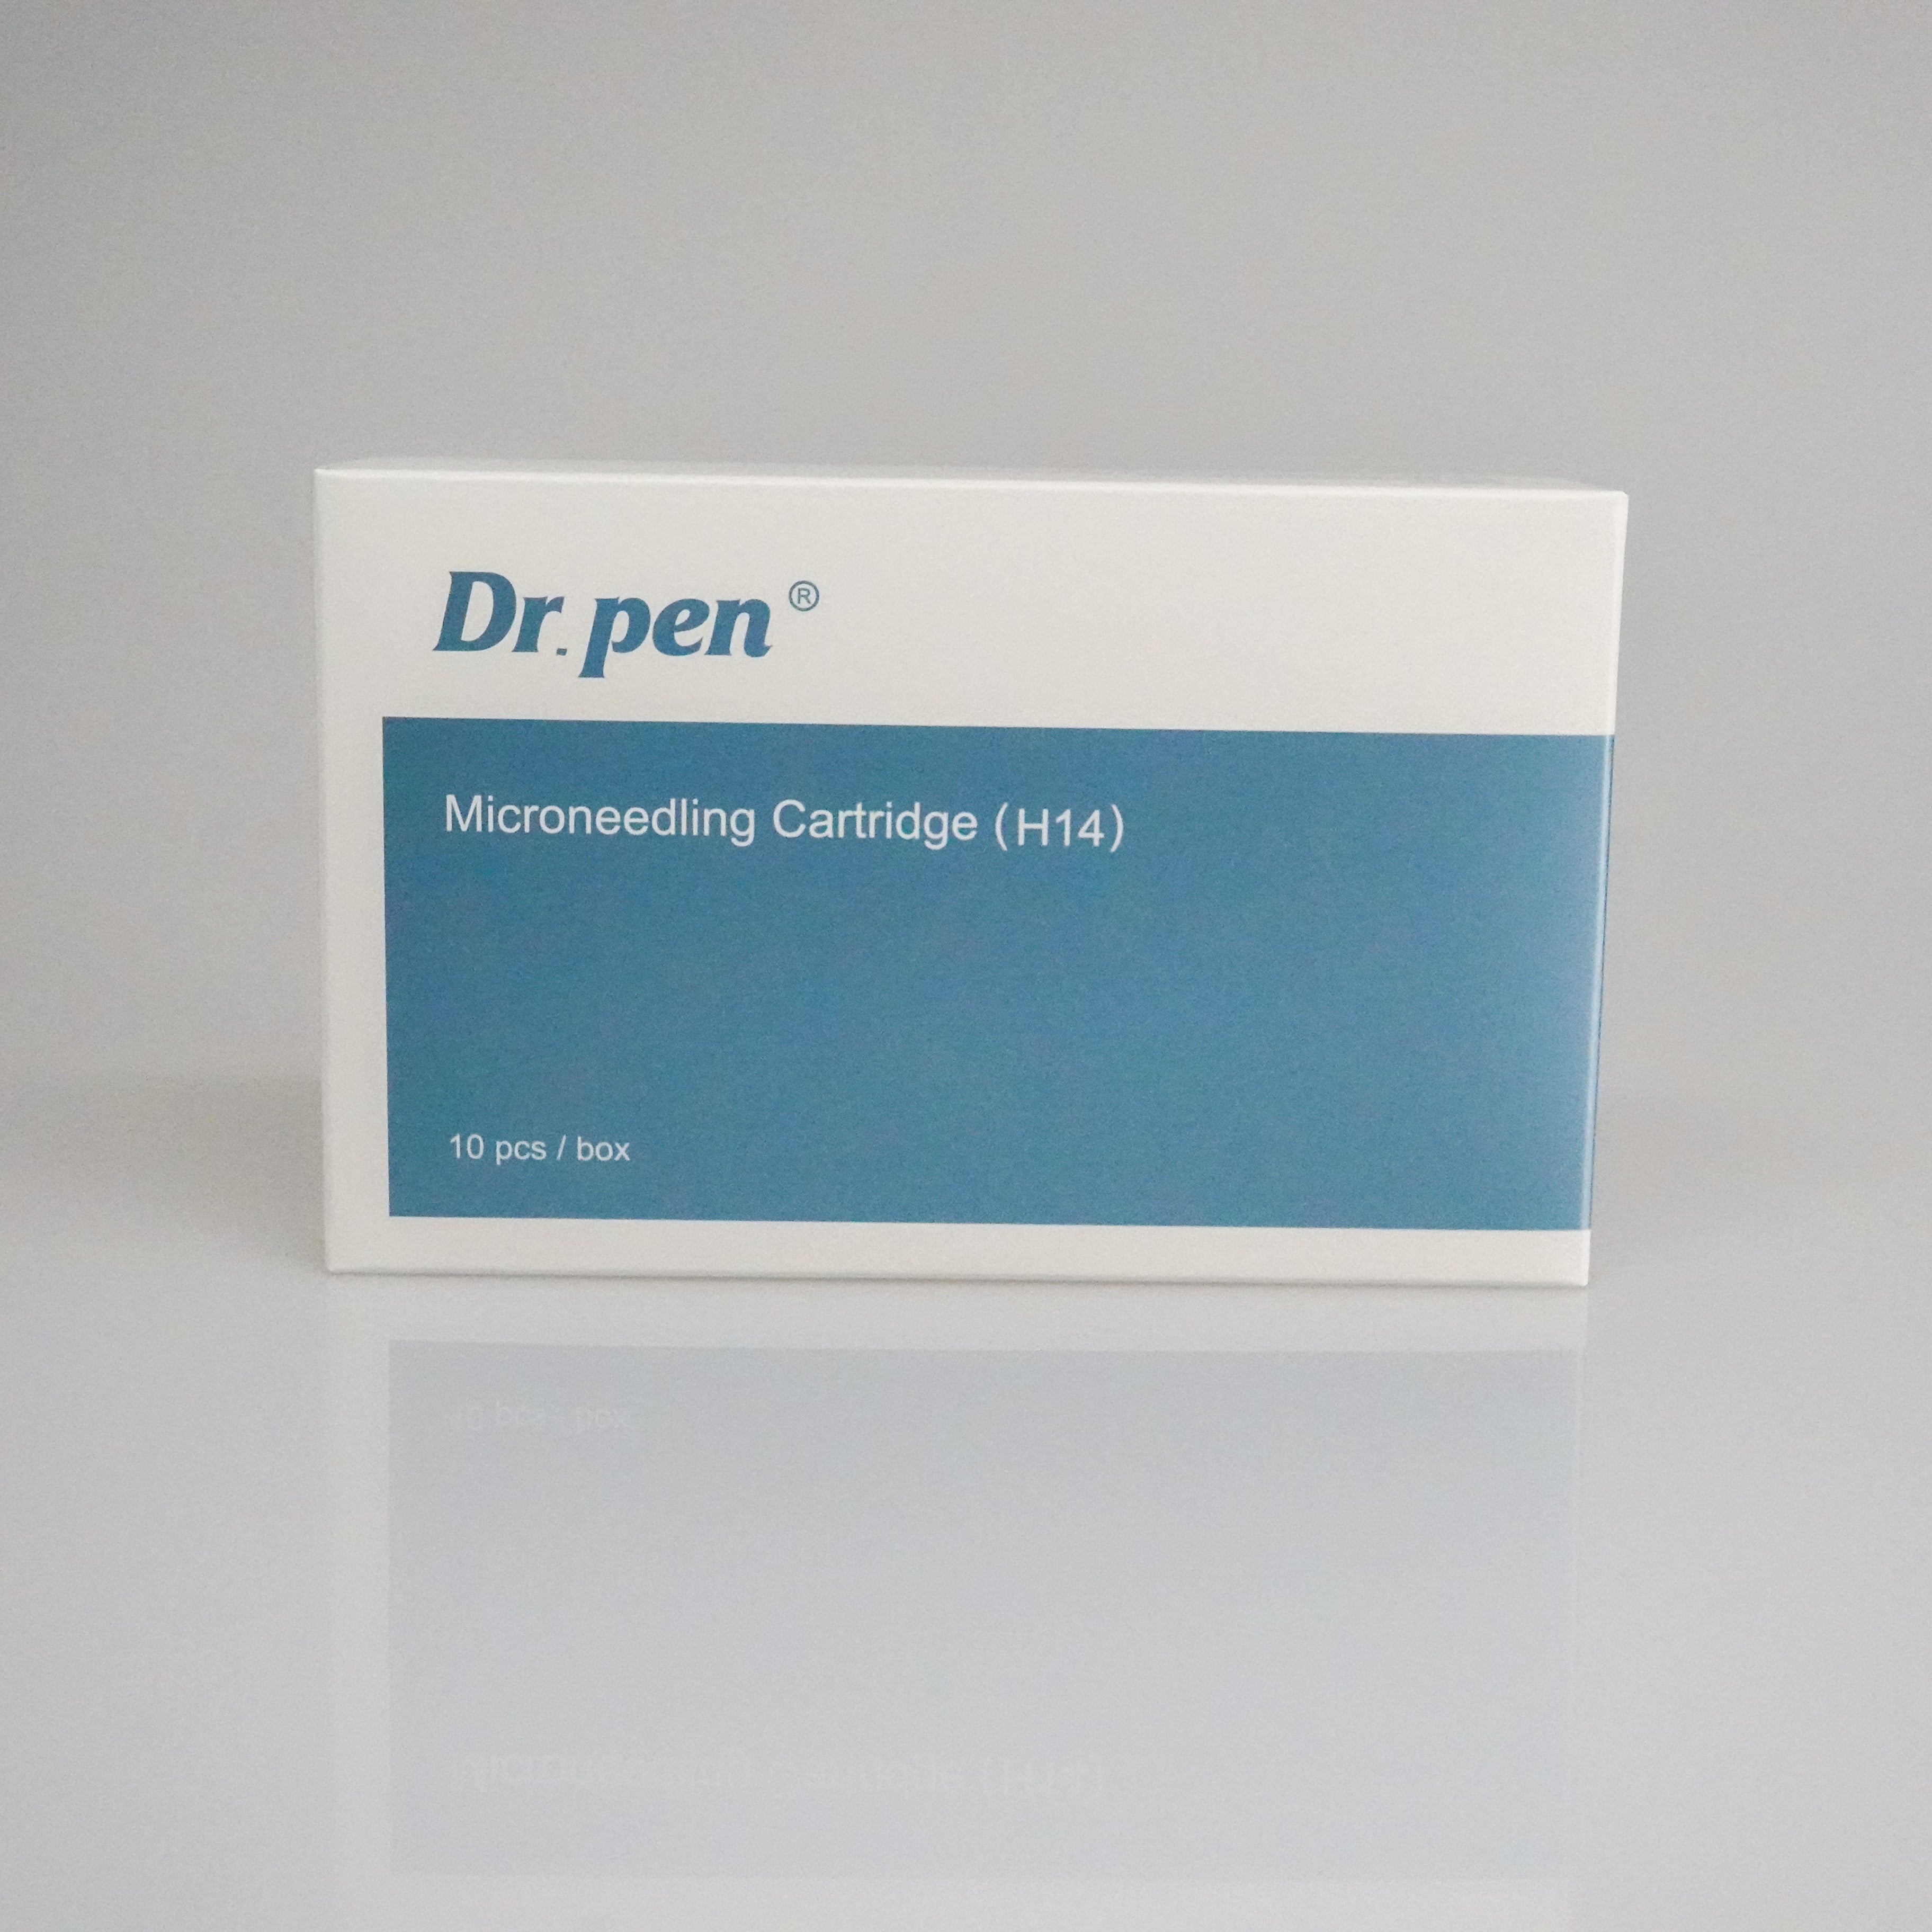 Dr. pen®
Microneedling Cartridge (H14)
10 pcs / box